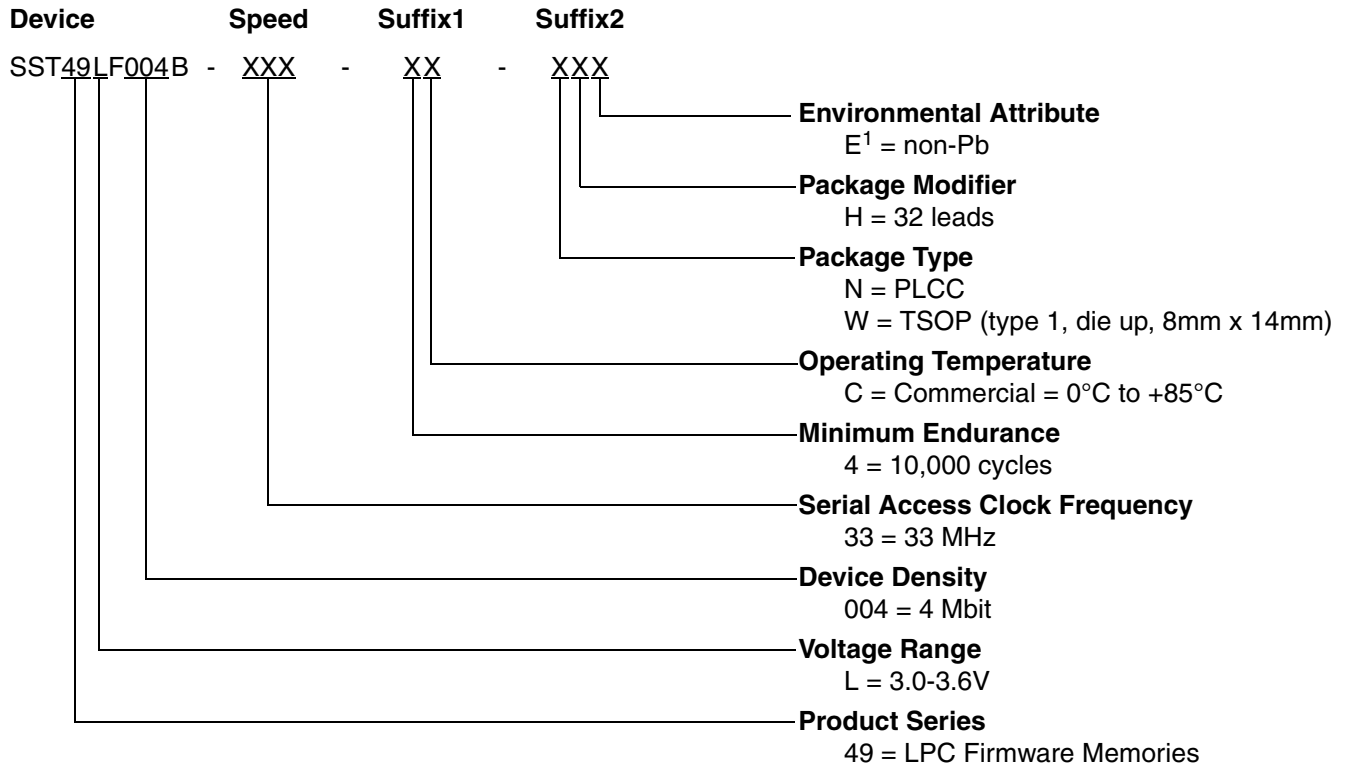 Device Speed Suffix1 Suffix2
SST49LF004B - XXX - XX - XXX
Environmental Attribute
E1 = non-Pb
Package Modifier
H = 32 leads
Package Type
N = PLCC
W = TSOP (type 1, die up, 8mm x 14mm)
Operating Temperature
C = Commercial = 0°C to +85°C
Minimum Endurance
4 = 10,000 cycles
Serial Access Clock Frequency
33 = 33 MHz
Device Density
004 = 4 Mbit
Voltage Range
L = 3.0-3.6V
Product Series
49 = LPC Firmware Memories